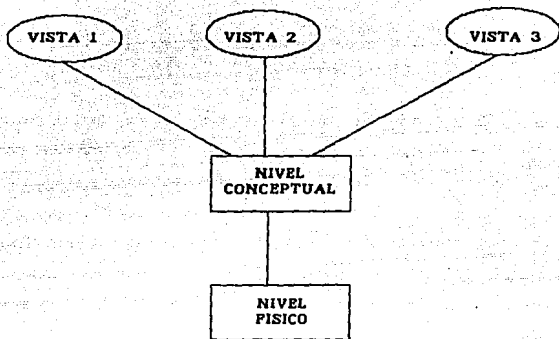 VISTA 1
VISTA 2
VISTA 3
NIVEL
CONCEPTUAL
NIVEL
FISICO